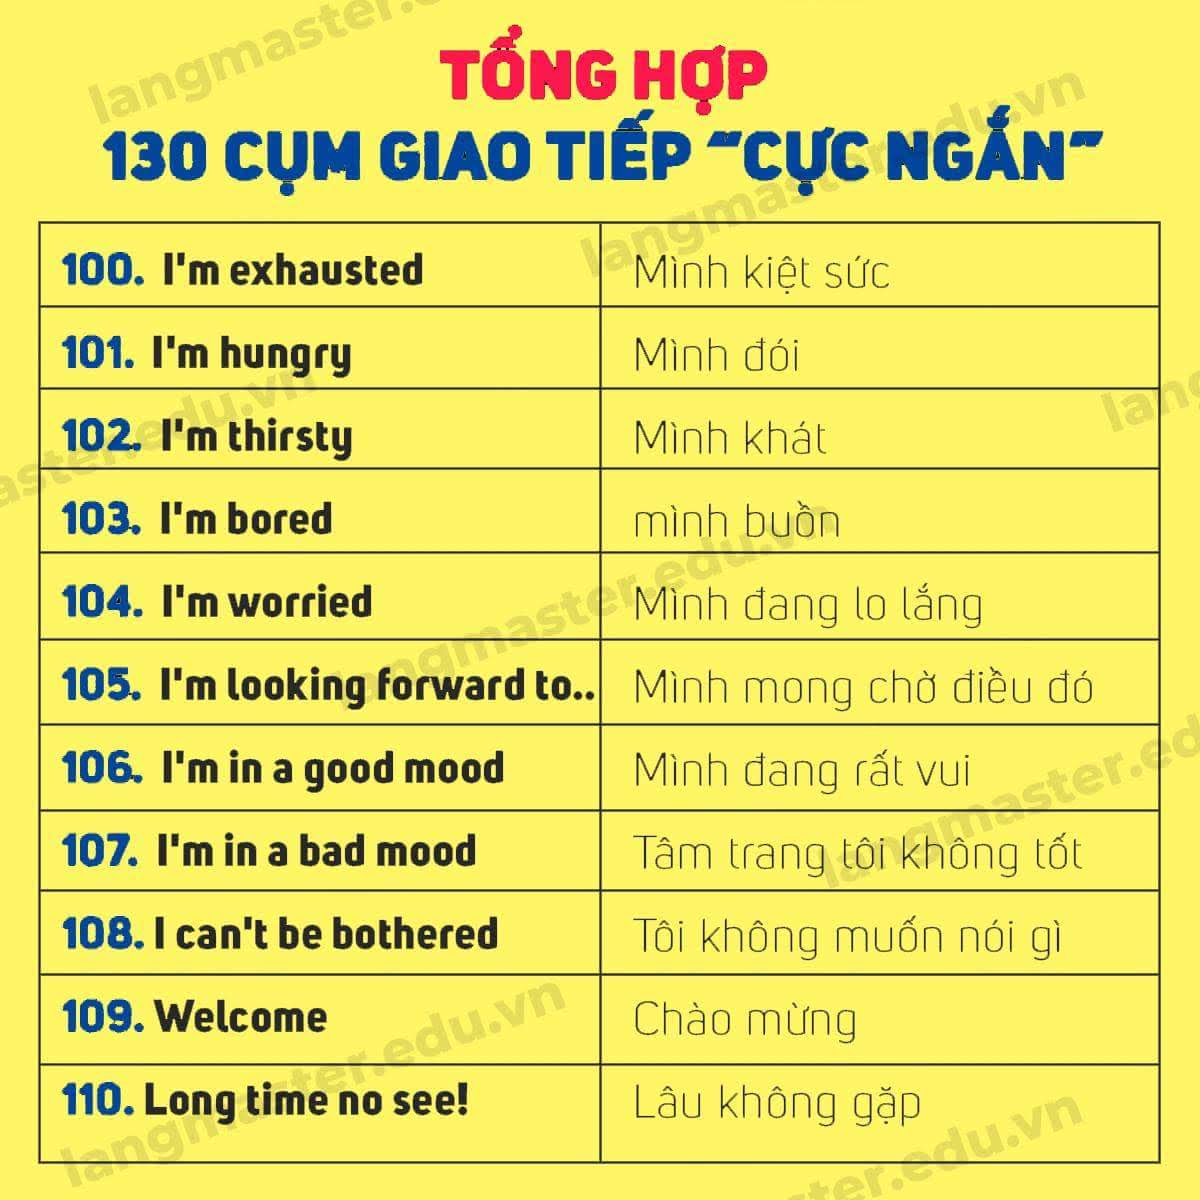 TỔNG HỢP
130 CỤM GIAO TIẾP “CỰC NGẮN”
100. I'm exhausted Mình kiệt sức
101. I'm hungry Mình đói
102. I'm thirsty Mình khát
103. I'm bored mình buồn
104. I'm worried Mình đang lo lắng
105. I'm looking forward to.. Mình mong chờ điều đó
106. I'm in a good mood Mình đang rất vui
107. I'm in a bad mood Tâm trang tôi không tốt
108. I can't be bothered Tôi không muốn nói gì
109. Welcome Chào mừng
110. Long time no see! Lâu không gặp
langmaster.edu.vn